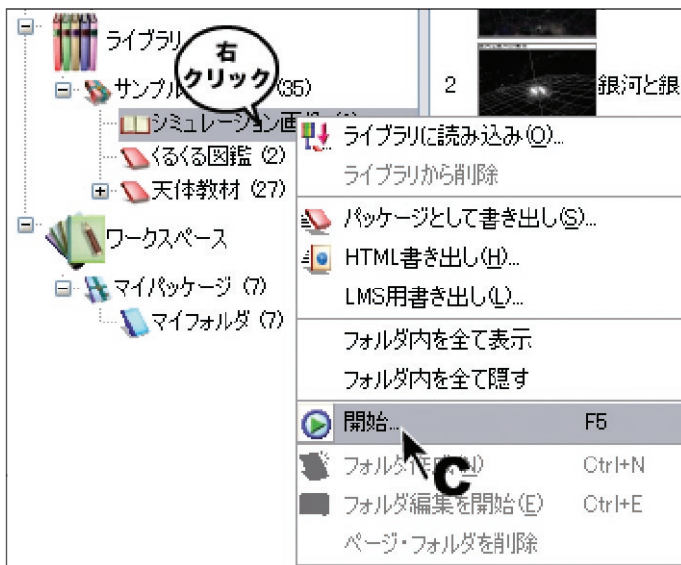 ライブラリ
右
クリック
サンプル (35)
シミュレーション画
くるくる図鑑 (2)
天体教材 (27)
ワークスペース
マイパッケージ (7)
マイフォルダ (7)
2 銀河と銀
ライブラリに読み込み(O)...
ライブラリから削除
パッケージとして書き出し(S)...
HTML書き出し(H)...
LMS用書き出し(L)...
フォルダ内を全て表示
フォルダ内を全て隠す
開始... F5
フォルダ作成(N) Ctrl+N
C
フォルダ編集を開始(E) Ctrl+E
ページ・フォルダを削除